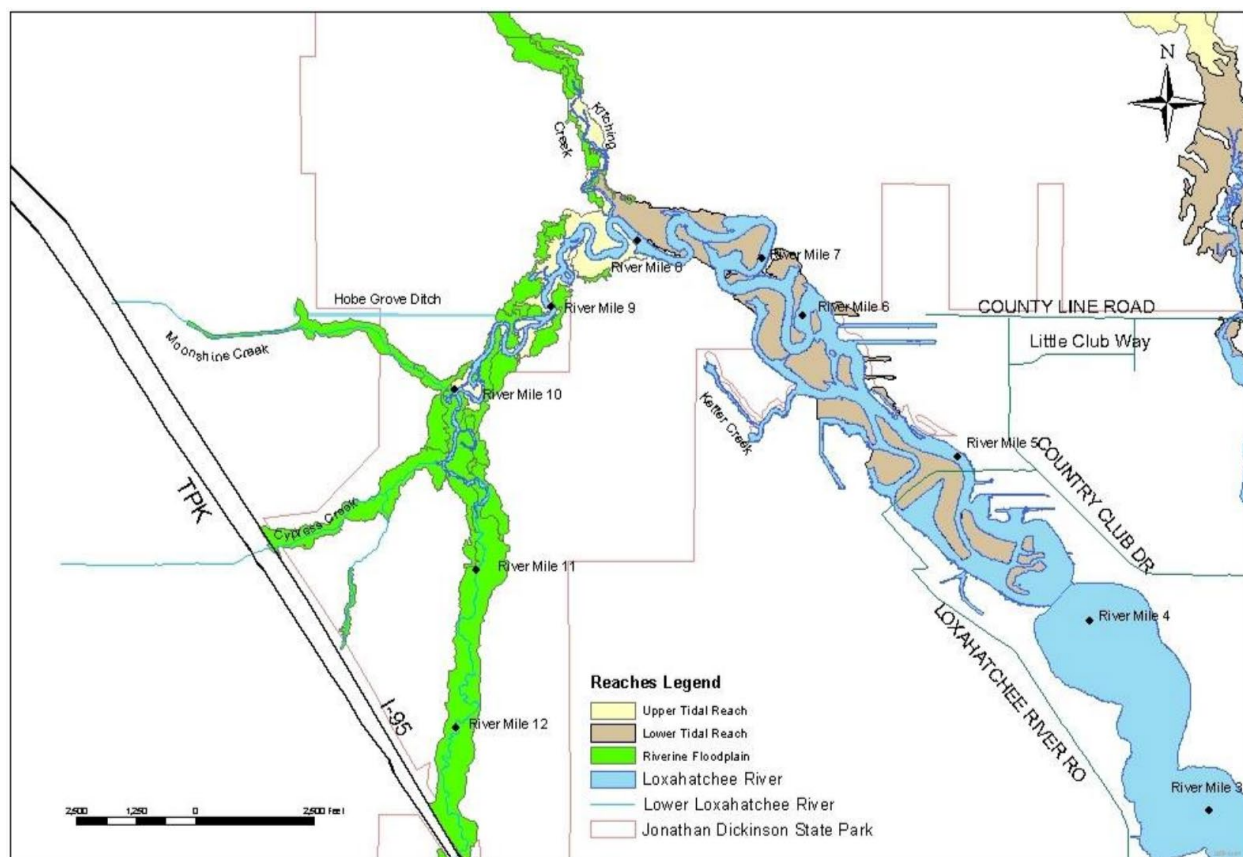 N
Kitching
Creek
River Mile 8
River Mile 7
River Mile 6
River Mile 9
Hobe Grove Ditch
Moonshine Creek
COUNTY LINE ROAD
Little Club Way
River Mile 10
River Mile 5
COUNTRY CLUB DR
TPK
Cypress Creek
River Mile 11
River Mile 4
LOXAHATCHEE RIVER RO
I-95
River Mile 12
River Mile 3
Reaches Legend
Upper Tidal Reach
Lower Tidal Reach
Riverine Floodplain
Loxahatchee River
Lower Loxahatchee River
Jonathan Dickinson State Park
2,500 1,250 0 2,500 Feet